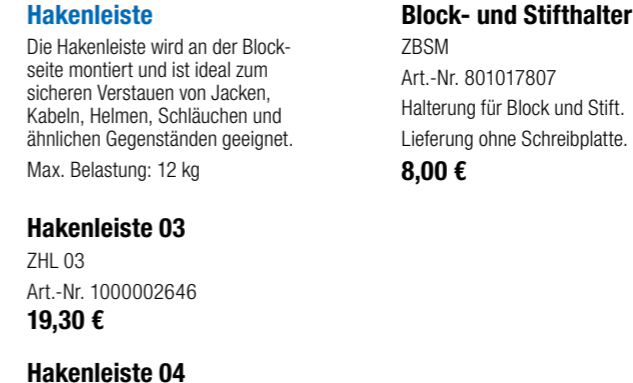 Hakenleiste
Die Hakenleiste wird an der Block-
seite montiert und ist ideal zum
sicheren Verstauen von Jacken,
Kabeln, Helmen, Schläuchen und
ähnlichen Gegenständen geeignet.
Max. Belastung: 12 kg
Hakenleiste 03
ZHL 03
Art.-Nr. 1000002646
19,30 €
Hakenleiste 04
Block- und Stifthalter
ZBSM
Art.-Nr. 801017807
Halterung für Block und Stift.
Lieferung ohne Schreibplatte.
8,00 €